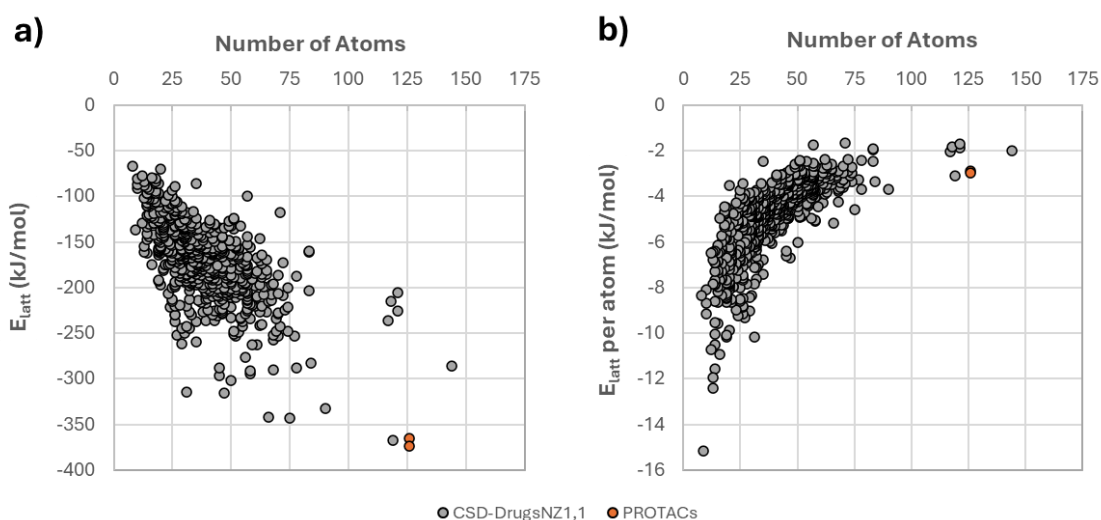 a)
Number of Atoms
0 25 50 75 100 125 150 175
0
-50
-100
-150
-200
-250
-300
-350
-400
Elatt (kJ/mol)
b)
Number of Atoms
0 25 50 75 100 125 150 175
0
-2
-4
-6
-8
-10
-12
-14
-16
Elatt per atom (kJ/mol)
CSD-DrugsNZ1,1 PROTACs